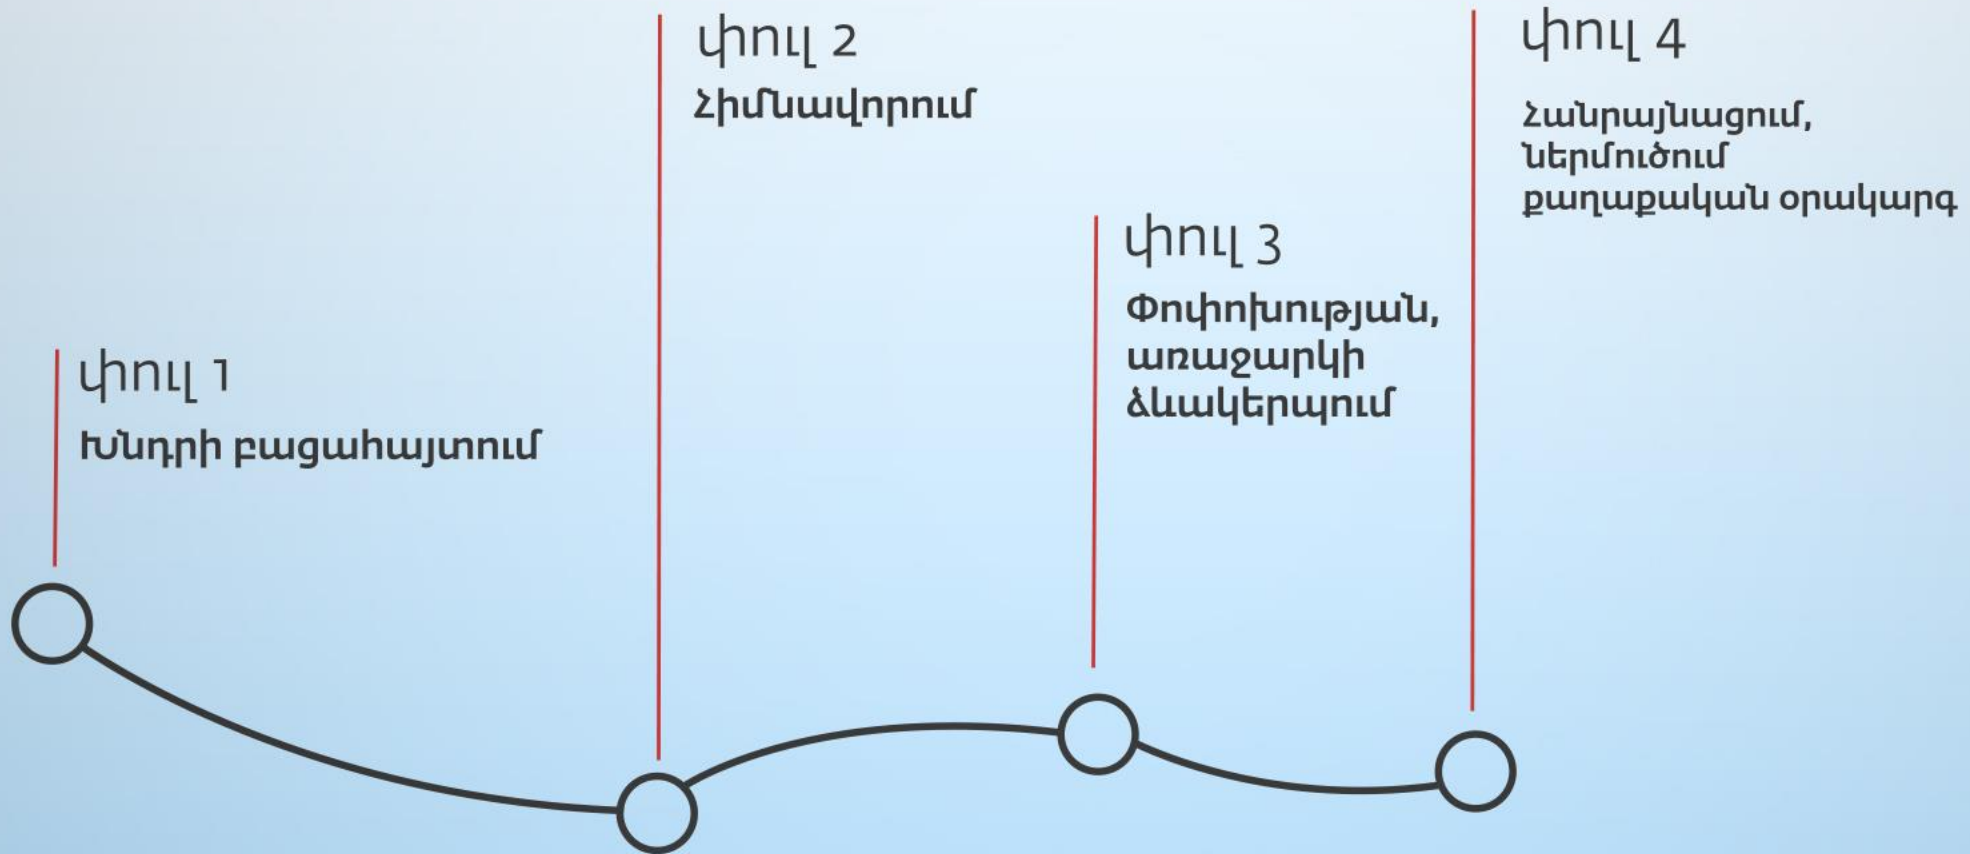 փուլ 1
Խնդրի բացահայտում
փուլ 2
Հիմնավորում
փուլ 3
Փոփոխության,
առաջարկի
ձևակերպում
փուլ 4
Հանրայնացում,
ներմուծում
քաղաքական օրակարգ